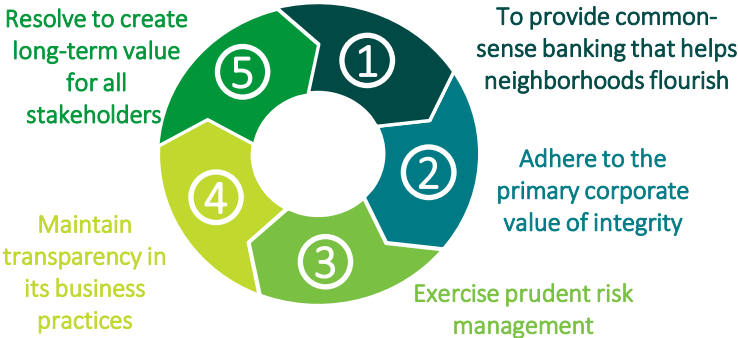 Resolve to create
long-term value
for all
stakeholders
5
1
To provide common-
sense banking that helps
neighborhoods flourish
2
Adhere to the
primary corporate
value of integrity
4
Maintain
transparency in
its business
practices
3
Exercise prudent risk
management